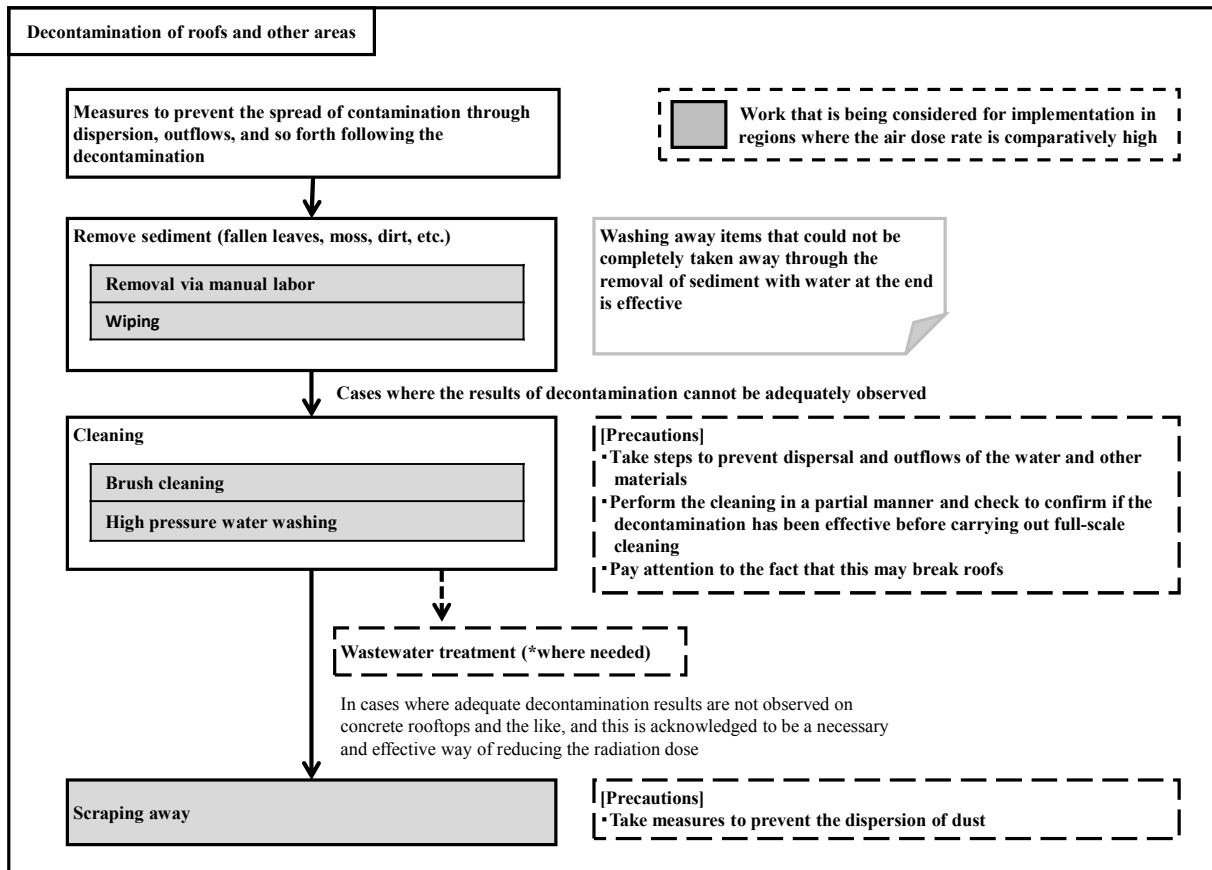 Decontamination of roofs and other areas
Measures to prevent the spread of contamination through
dispersion, outflows, and so forth following the
decontamination
Work that is being considered for implementation in
regions where the air dose rate is comparatively high
Remove sediment (fallen leaves, moss, dirt, etc.)
Removal via manual labor
Wiping
Washing away items that could not be
completely taken away through the
removal of sediment with water at the end
is effective
Cases where the results of decontamination cannot be adequately observed
Cleaning
Brush cleaning
High pressure water washing
[Precautions]
・Take steps to prevent dispersal and outflows of the water and other
materials
・Perform the cleaning in a partial manner and check to confirm if the
decontamination has been effective before carrying out full-scale
cleaning
・Pay attention to the fact that this may break roofs
Wastewater treatment (*where needed)
In cases where adequate decontamination results are not observed on
concrete rooftops and the like, and this is acknowledged to be a necessary
and effective way of reducing the radiation dose
Scraping away
[Precautions]
・Take measures to prevent the dispersion of dust